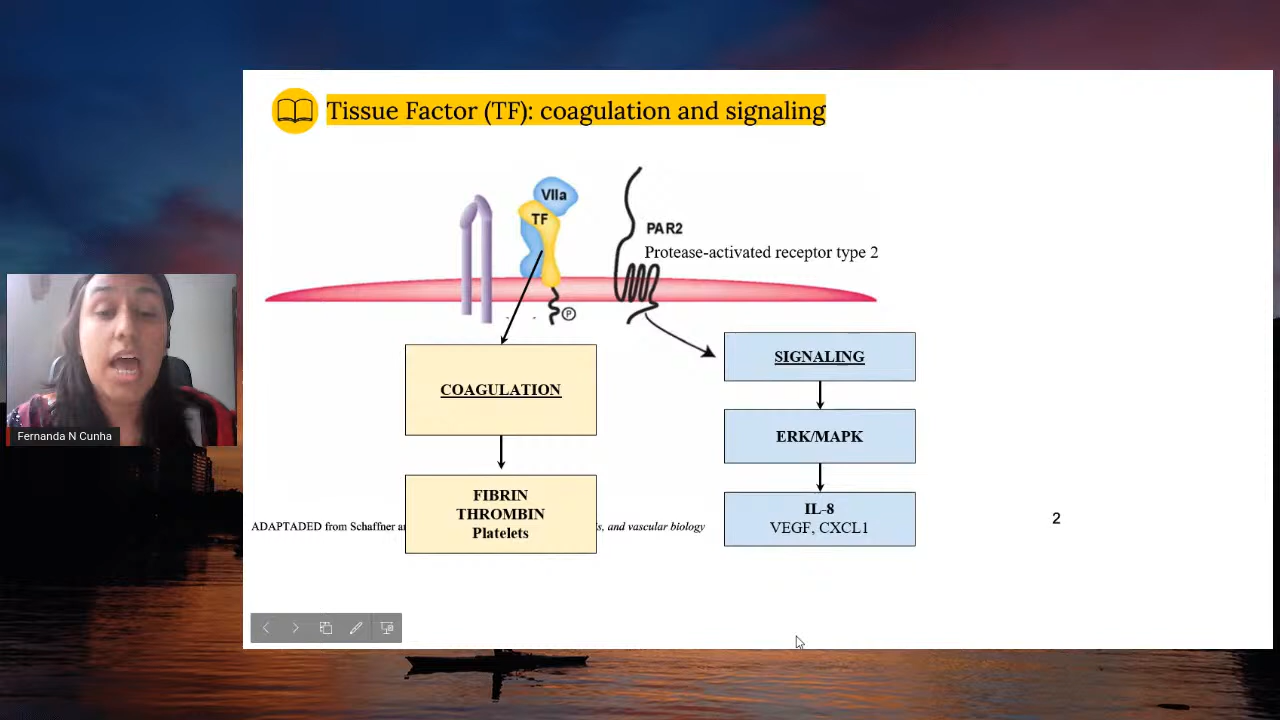 Tissue Factor (TF): coagulation and signaling
VIIa
TF
PAR2
Protease-activated receptor type 2
P
COAGULATION
SIGNALING
ERK/MAPK
FIBRIN
THROMBIN
Platelets
IL-8
VEGF, CXCL1
ADAPTADED from Schaffner and vascular biology
2
Fernanda N Cunha